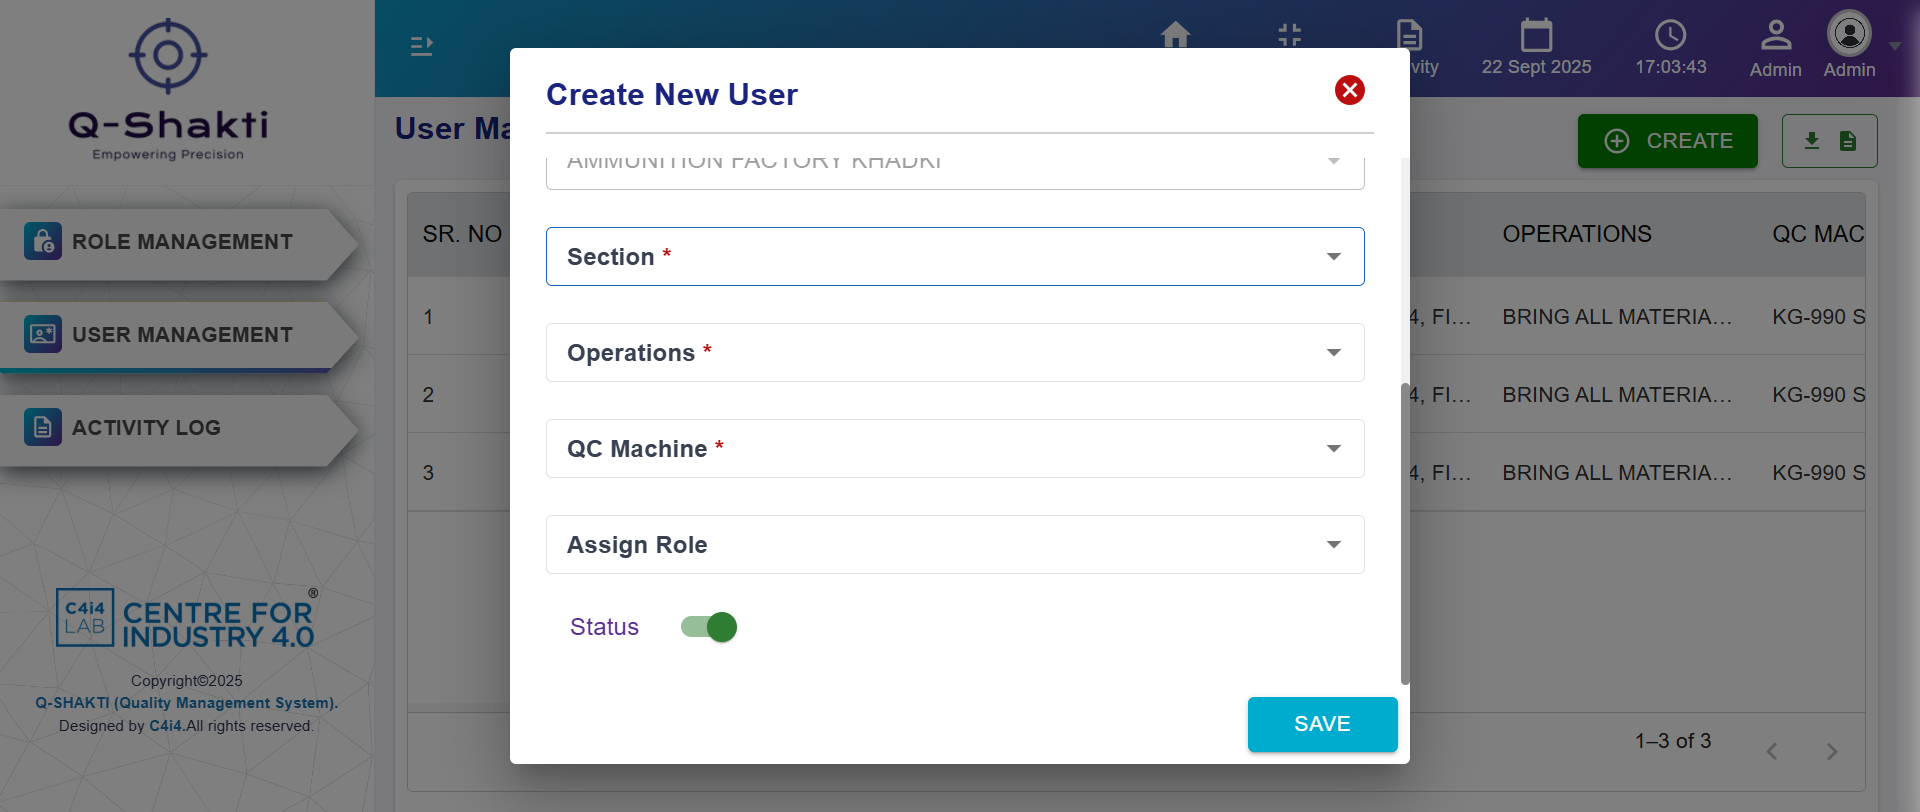 Q-Shakti
Empowering Precision
ROLE MANAGEMENT
USER MANAGEMENT
ACTIVITY LOG
C4i4
LAB
CENTRE FOR
INDUSTRY 4.0
®
Copyright©2025
Q-SHAKTI (Quality Management System).
Designed by C4i4.All rights reserved.
vity
22 Sept 2025
17:03:43
Admin
Admin
User Ma
CREATE
SR. NO
OPERATIONS
QC MAC
1
4, FI...
BRING ALL MATERIA...
KG-990 S
2
4, FI...
BRING ALL MATERIA...
KG-990 S
3
4, FI...
BRING ALL MATERIA...
KG-990 S
1–3 of 3
Create New User
AMMUNITION FACTORY KHADKI
Section *
Operations *
QC Machine *
Assign Role
Status
SAVE